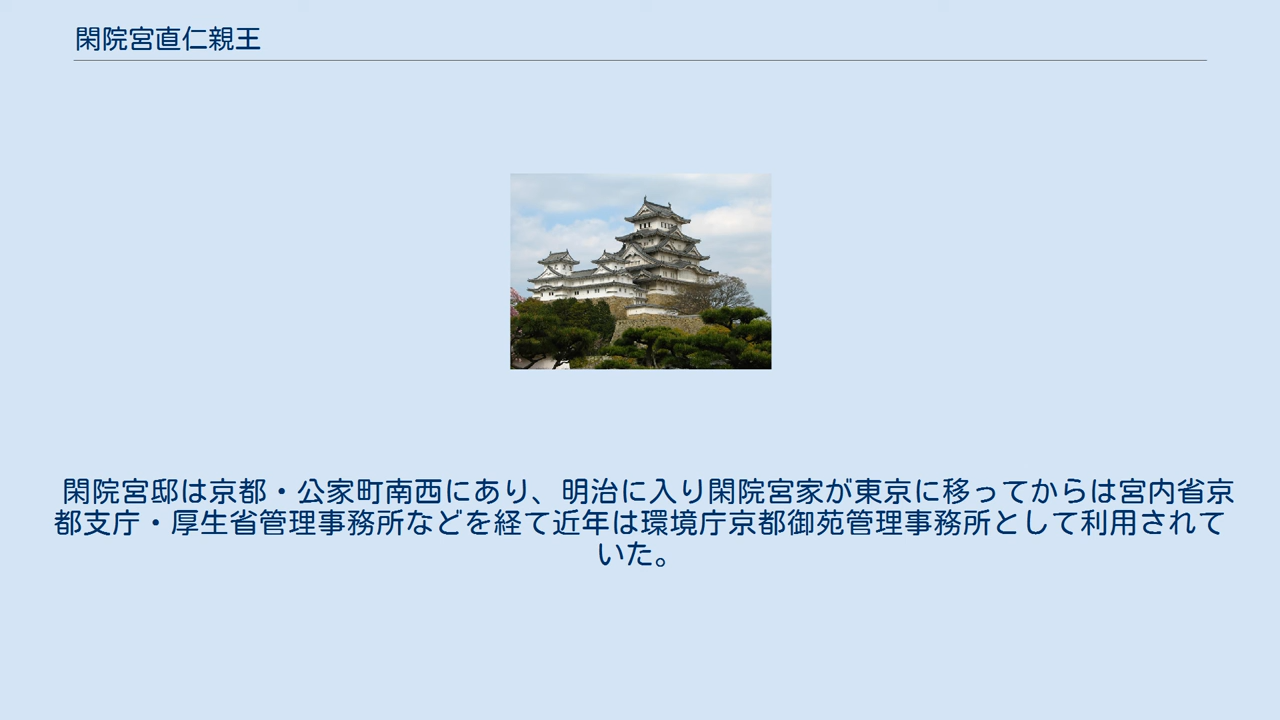 閑院宮直仁親王
閑院宮邸は京都・公家町南西にあり、明治に入り閑院宮家が東京に移ってからは宮内省京
都支庁・厚生省管理事務所などを経て近年は環境庁京都御苑管理事務所として利用されて
いた。